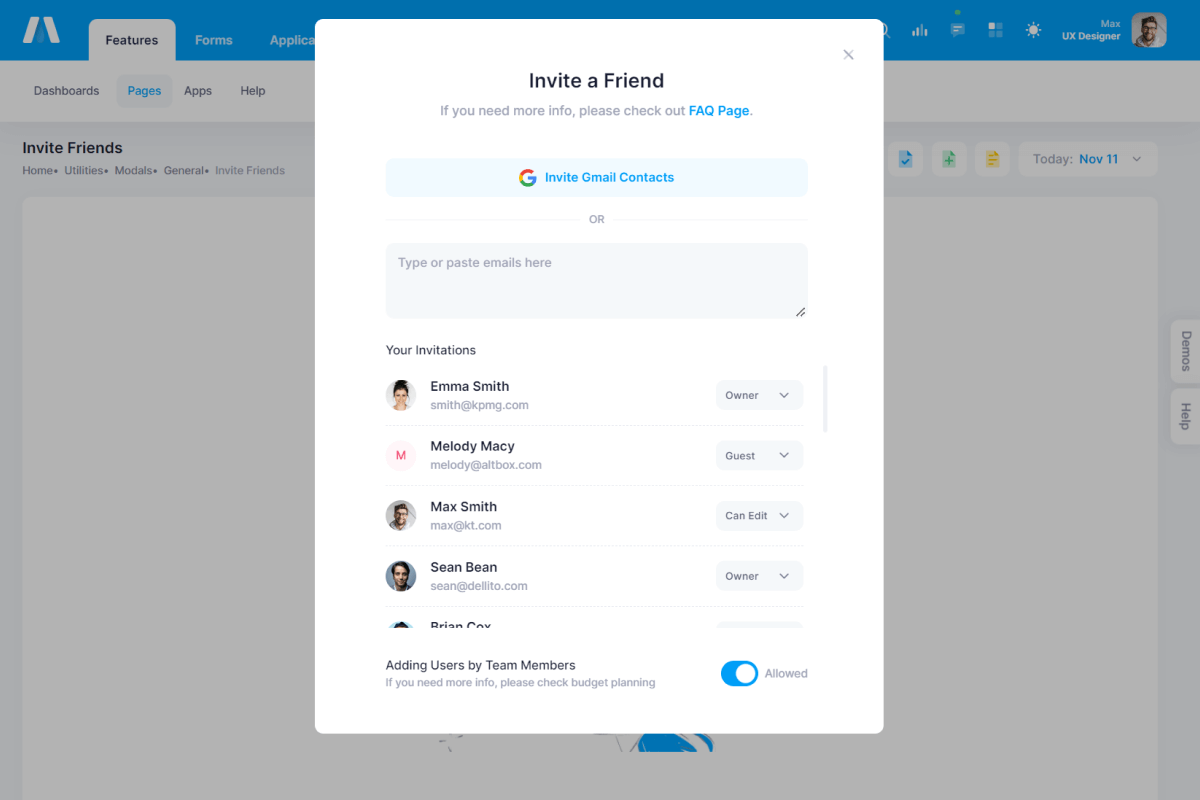 Features
Forms
Applica
Max
UX Designer
Dashboards
Pages
Apps
Help
Invite Friends
Home• Utilities• Modals• General• Invite Friends
Today: Nov 11
Invite a Friend
If you need more info, please check out FAQ Page.
Invite Gmail Contacts
OR
Type or paste emails here
Your Invitations
Emma Smith
smith@kpmg.com
Owner
M
Melody Macy
melody@altbox.com
Guest
Max Smith
max@kt.com
Can Edit
Sean Bean
sean@dellito.com
Owner
Brian Cox
Adding Users by Team Members
If you need more info, please check budget planning
Allowed
Demos
Help